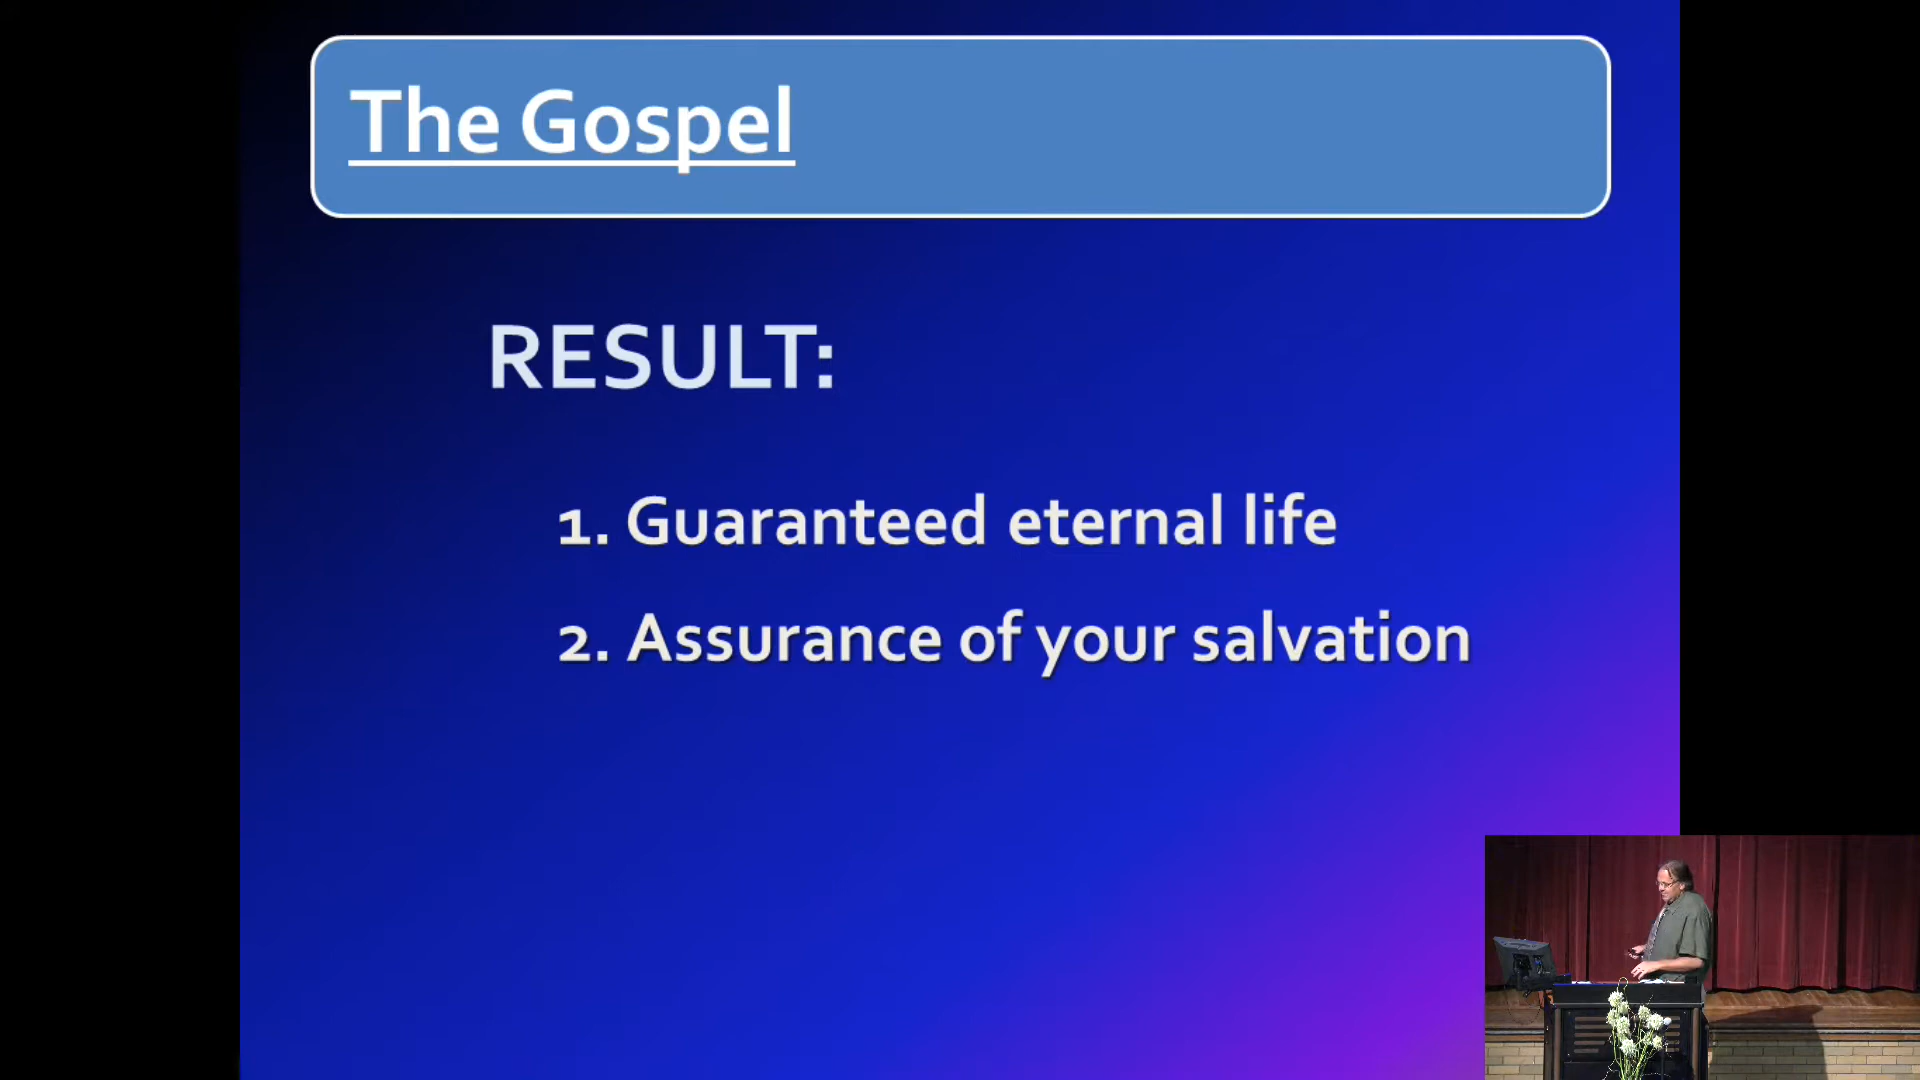 The Gospel
RESULT:
1. Guaranteed eternal life
2. Assurance of your salvation